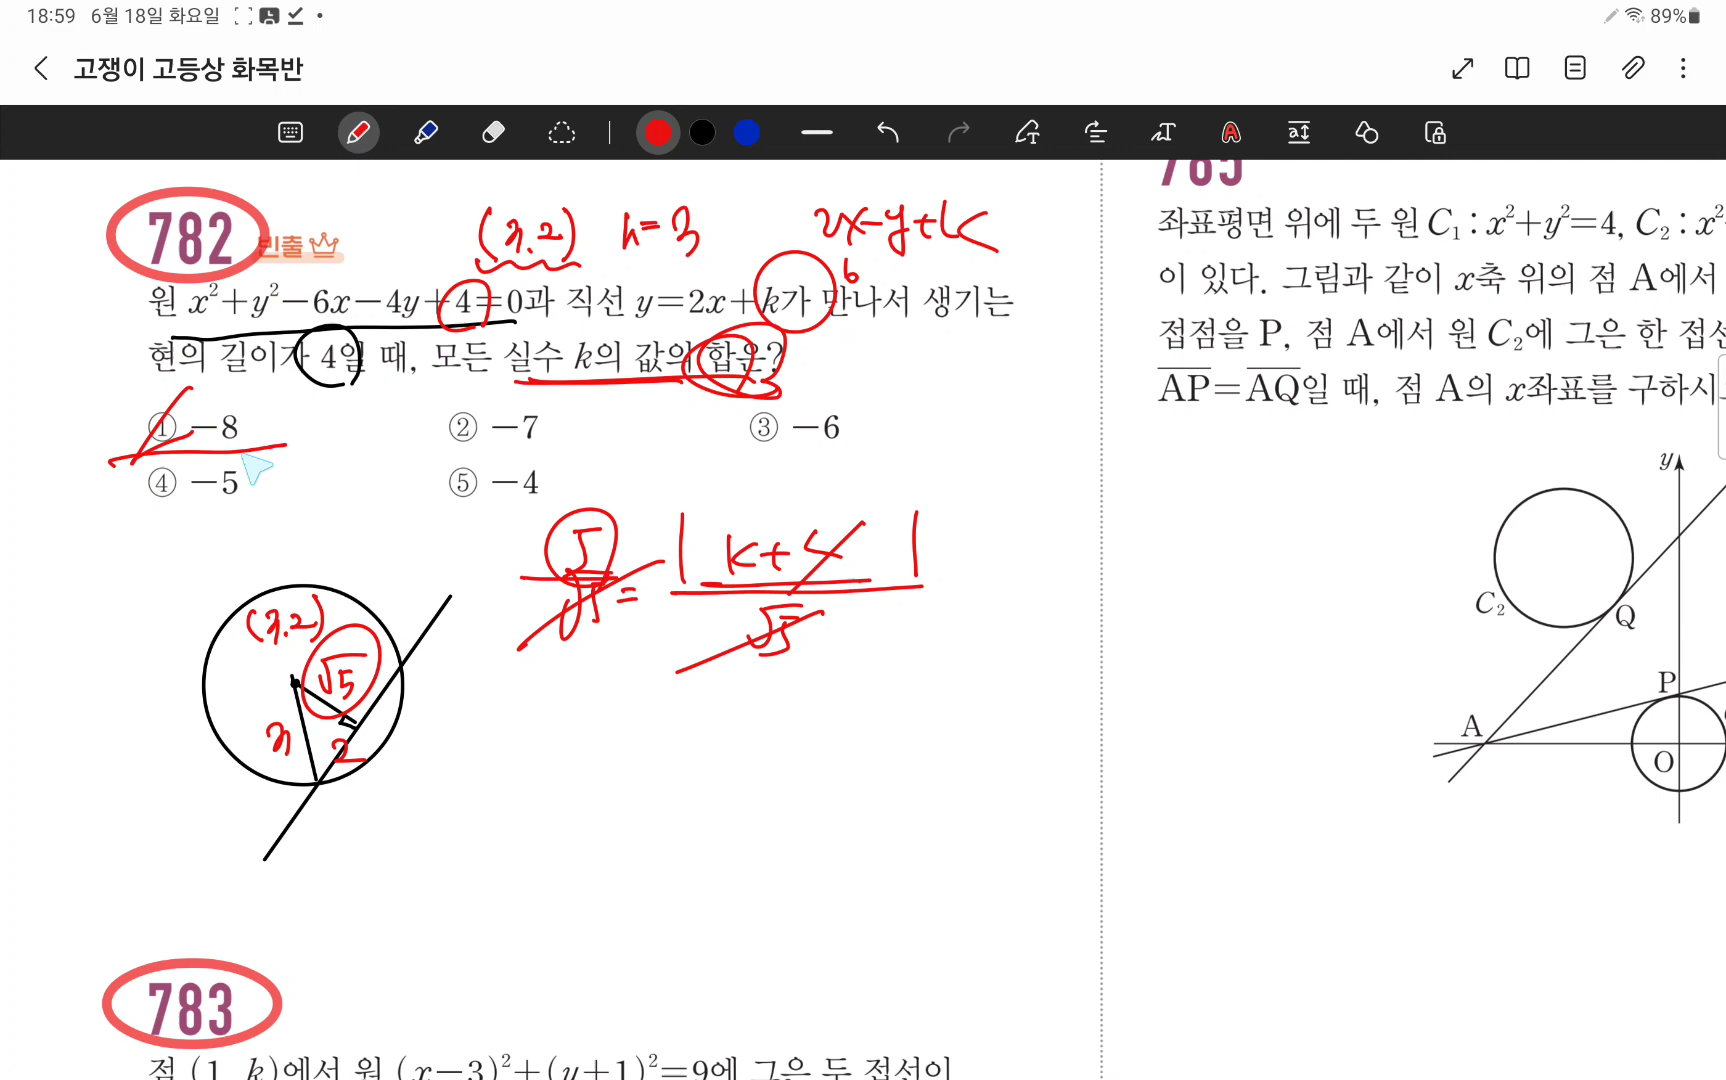 18:59 6월 18일 화요일
89%
고쟁이 고등상 화목반
782
빈출
(3,2) r=3 2x-y+k
6
원 x²+y²-6x-4y+4=0과 직선 y=2x+k가 만나서 생기는
현의 길이가 4일 때, 모든 실수 k의 값의 합은?
① -8 ② -7 ③ -6
④ -5 ⑤ -4
5/√5 = |k+4|/√5
(3,2)
√5
3
2
783
점 (1, k)에서 원 (x-3)²+(y+1)²=9에 그은 두 접선이
785
좌표평면 위에 두 원 C₁ : x²+y²=4, C₂ : x²
이 있다. 그림과 같이 x축 위의 점 A에서
접점을 P, 점 A에서 원 C₂에 그은 한 접선
AP=AQ일 때, 점 A의 x좌표를 구하시
y
C₂
Q
P
A
O